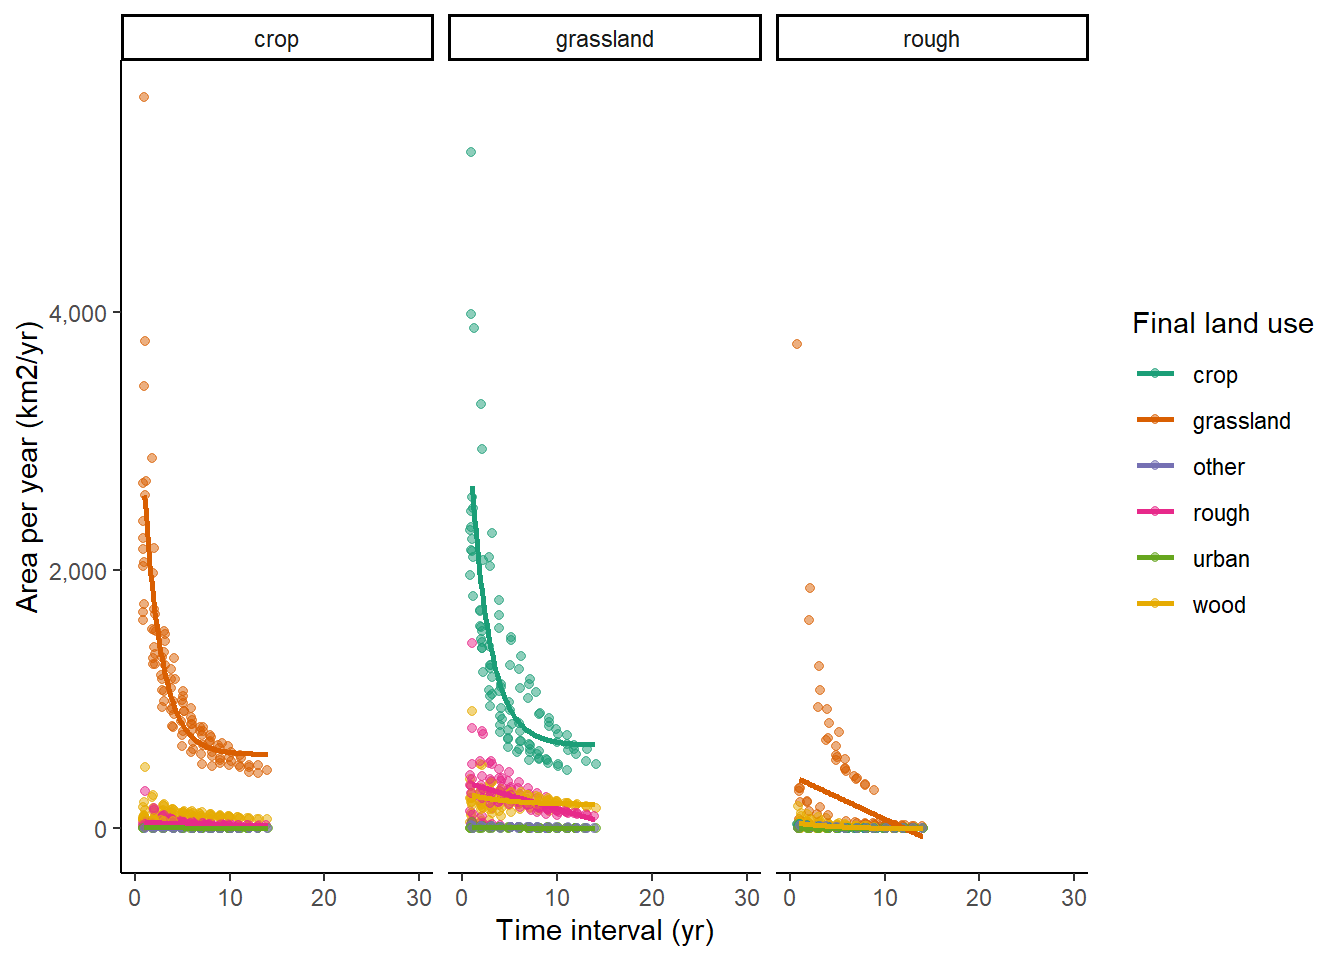 crop
grassland
rough
4,000
2,000
0
Area per year (km2/yr)
0 10 20 30
0 10 20 30
0 10 20 30
Time interval (yr)
Final land use
crop
grassland
other
rough
urban
wood